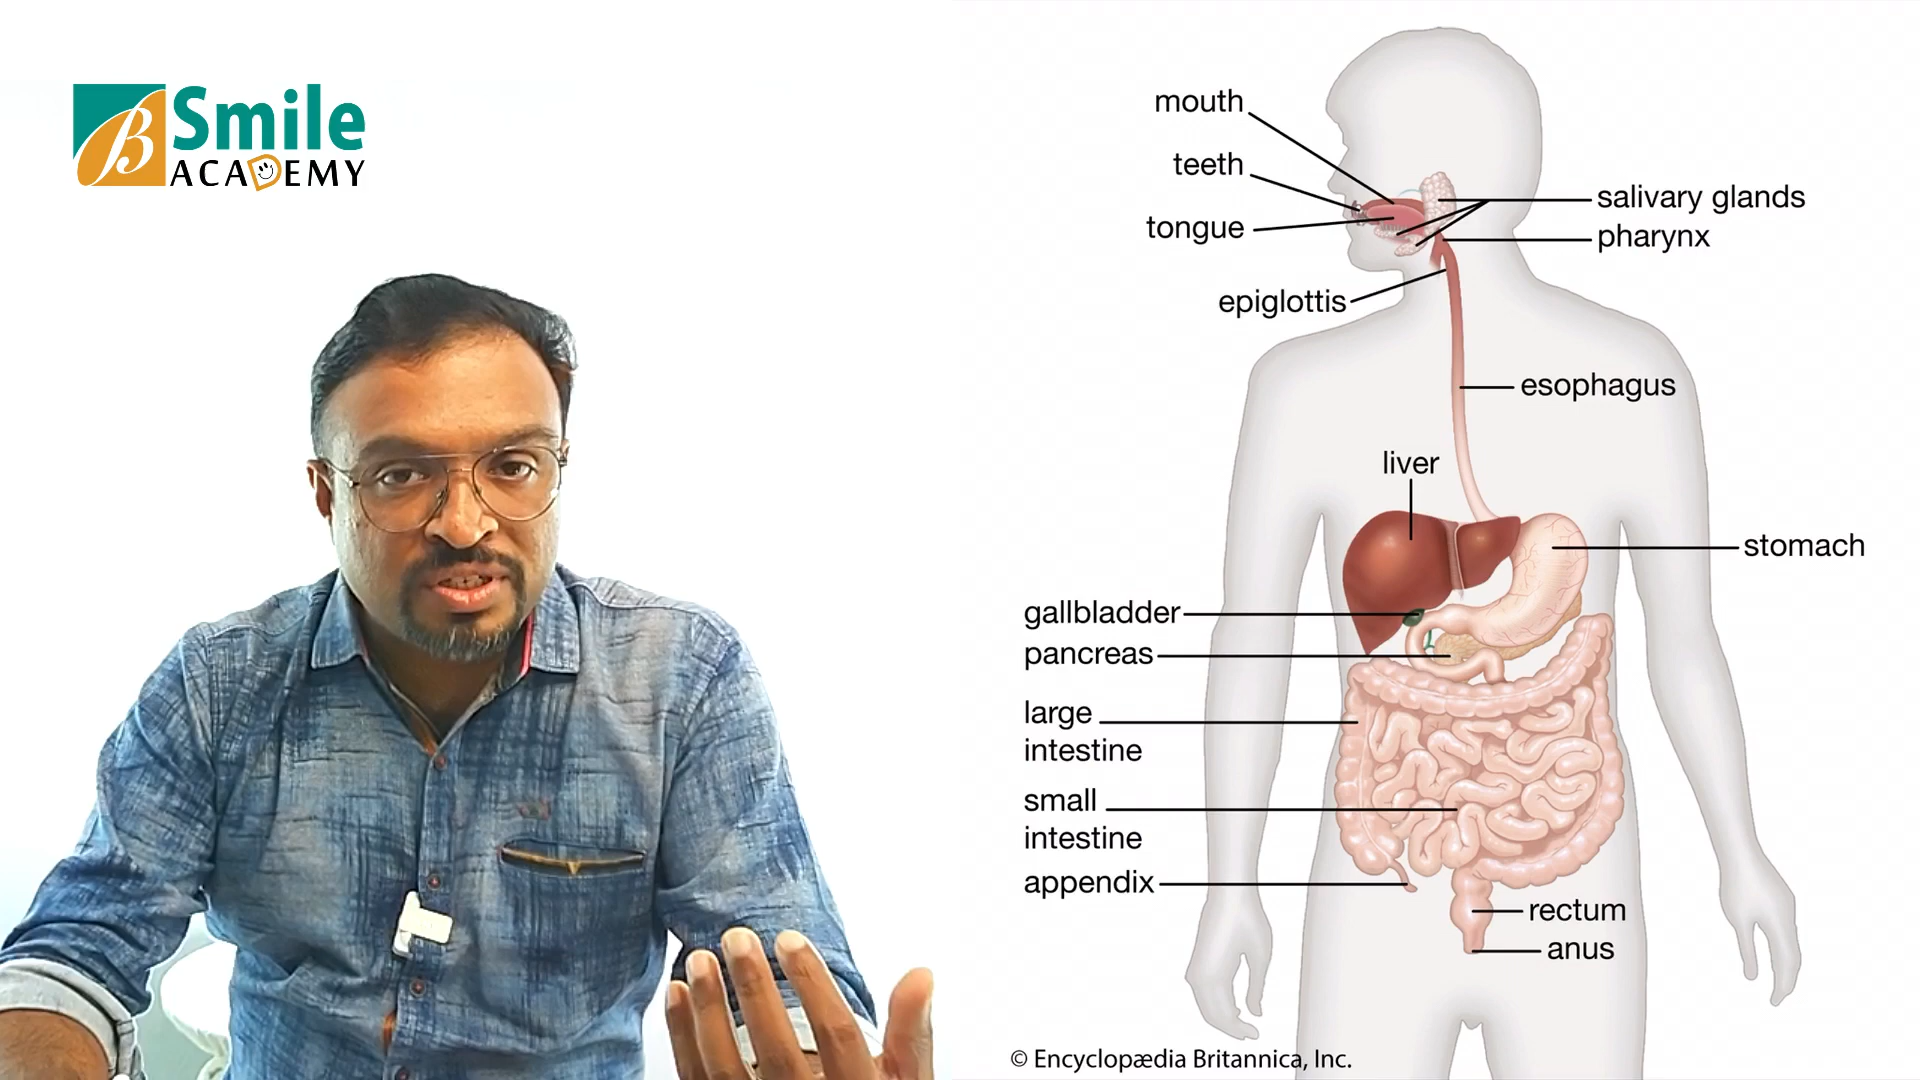 B Smile
ACADEMY
mouth
teeth
tongue
salivary glands
pharynx
epiglottis
esophagus
liver
stomach
gallbladder
pancreas
large
intestine
small
intestine
appendix
rectum
anus
© Encyclopædia Britannica, Inc.